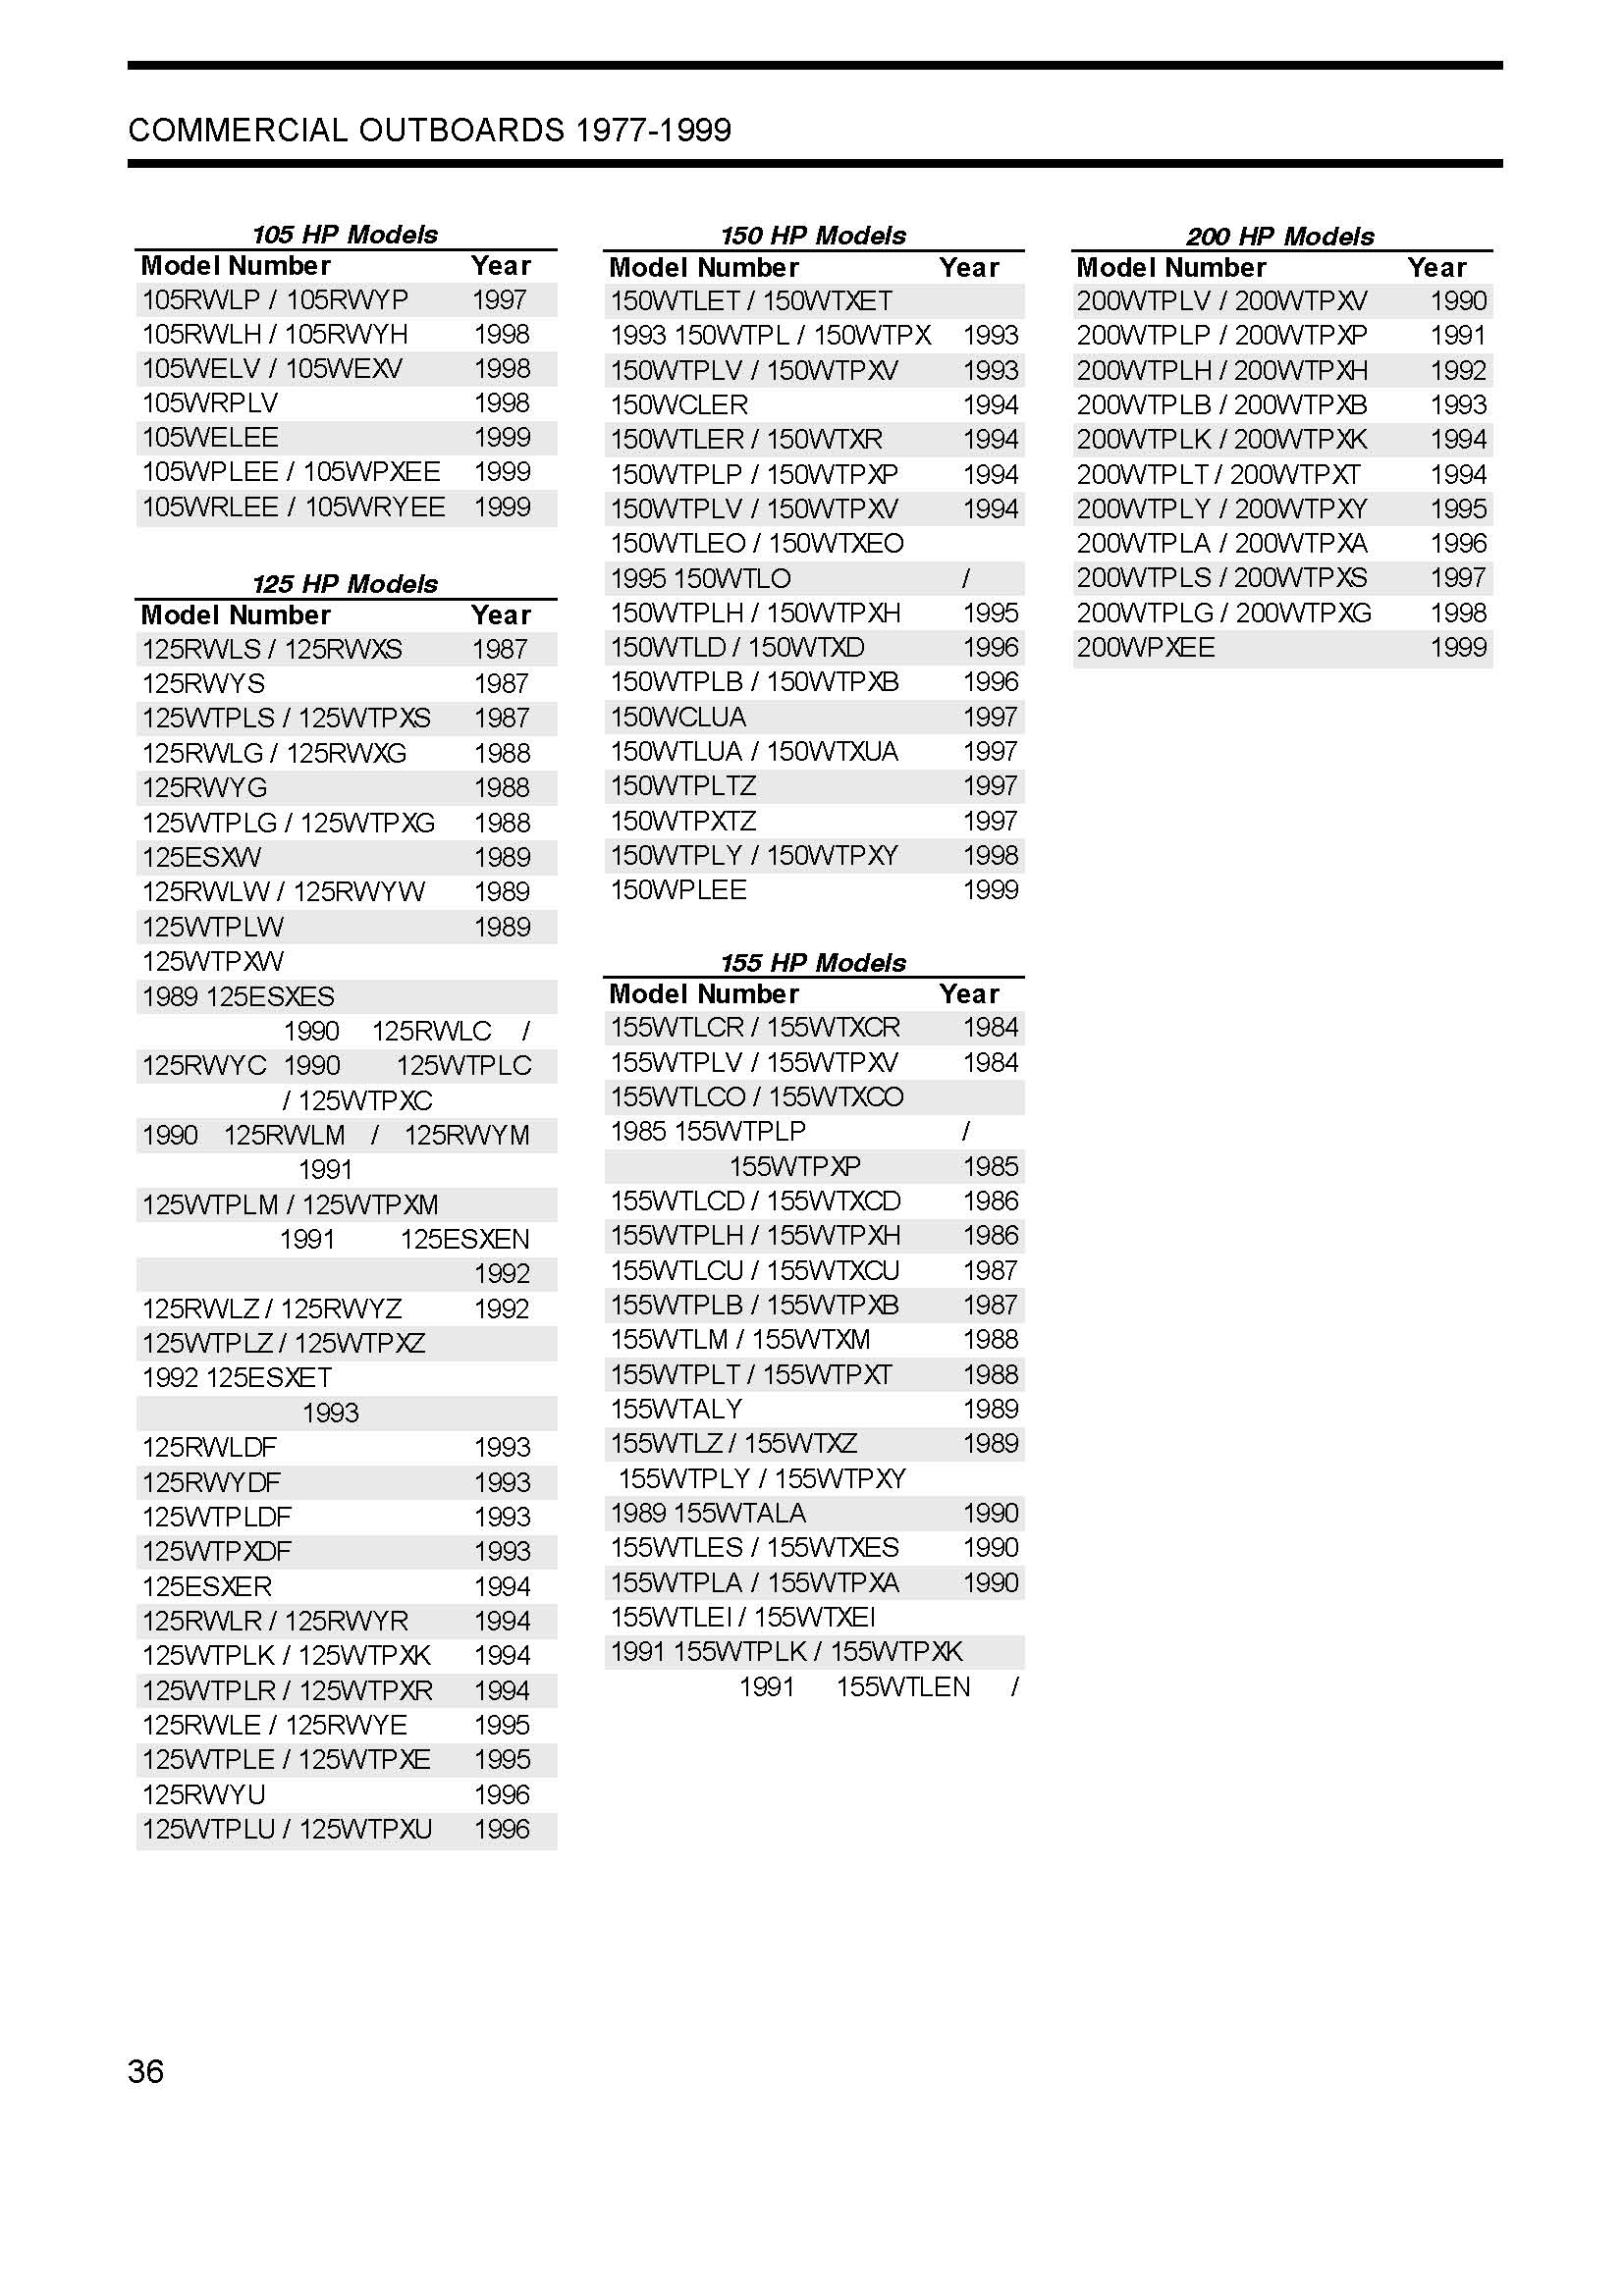 COMMERCIAL OUTBOARDS 1977-1999
105 HP Models
Model Number Year
105RWLP / 105RWYP 1997
105RWLH / 105RWYH 1998
105WELV / 105WEXV 1998
105WRPLV 1998
105WELEE 1999
105WPLEE / 105WPXEE 1999
105WRLEE / 105WRYEE 1999
125 HP Models
Model Number Year
125RWLS / 125RWXS 1987
125RWYS 1987
125WTPLS / 125WTPXS 1987
125RWLG / 125RWXG 1988
125RWYG 1988
125WTPLG / 125WTPXG 1988
125ESXW 1989
125RWLW / 125RWYW 1989
125WTPLW 1989
125WTPXW
1989 125ESXES
1990 125RWLC /
125RWYC 1990 125WTPLC
/ 125WTPXC
1990 125RWLM / 125RWYM
1991
125WTPLM / 125WTPXM
1991 125ESXEN
1992
125RWLZ / 125RWYZ 1992
125WTPLZ / 125WTPXZ
1992 125ESXET
1993
125RWLDF 1993
125RWYDF 1993
125WTPLDF 1993
125WTPXDF 1993
125ESXER 1994
125RWLR / 125RWYR 1994
125WTPLK / 125WTPXK 1994
125WTPLR / 125WTPXR 1994
125RWLE / 125RWYE 1995
125WTPLE / 125WTPXE 1995
125RWYU 1996
125WTPLU / 125WTPXU 1996
150 HP Models
Model Number Year
150WTLET / 150WTXET
1993 150WTPL / 150WTPX 1993
150WTPLV / 150WTPXV 1993
150WCLER 1994
150WTLER / 150WTXR 1994
150WTPLP / 150WTPXP 1994
150WTPLV / 150WTPXV 1994
150WTLEO / 150WTXEO
1995 150WTLO /
150WTPLH / 150WTPXH 1995
150WTLD / 150WTXD 1996
150WTPLB / 150WTPXB 1996
150WCLUA 1997
150WTLUA / 150WTXUA 1997
150WTPLTZ 1997
150WTPXTZ 1997
150WTPLY / 150WTPXY 1998
150WPLEE 1999
155 HP Models
Model Number Year
155WTLCR / 155WTXCR 1984
155WTPLV / 155WTPXV 1984
155WTLCO / 155WTXCO
1985 155WTPLP /
155WTPXP 1985
155WTLCD / 155WTXCD 1986
155WTPLH / 155WTPXH 1986
155WTLCU / 155WTXCU 1987
155WTPLB / 155WTPXB 1987
155WTLM / 155WTXM 1988
155WTPLT / 155WTPXT 1988
155WTALY 1989
155WTLZ / 155WTXZ 1989
155WTPLY / 155WTPXY
1989 155WTALA 1990
155WTLES / 155WTXES 1990
155WTPLA / 155WTPXA 1990
155WTLEI / 155WTXEI
1991 155WTPLK / 155WTPXK
1991 155WTLEN /
200 HP Models
Model Number Year
200WTPLV / 200WTPXV 1990
200WTPLP / 200WTPXP 1991
200WTPLH / 200WTPXH 1992
200WTPLB / 200WTPXB 1993
200WTPLK / 200WTPXK 1994
200WTPLT / 200WTPXT 1994
200WTPLY / 200WTPXY 1995
200WTPLA / 200WTPXA 1996
200WTPLS / 200WTPXS 1997
200WTPLG / 200WTPXG 1998
200WPXEE 1999
36